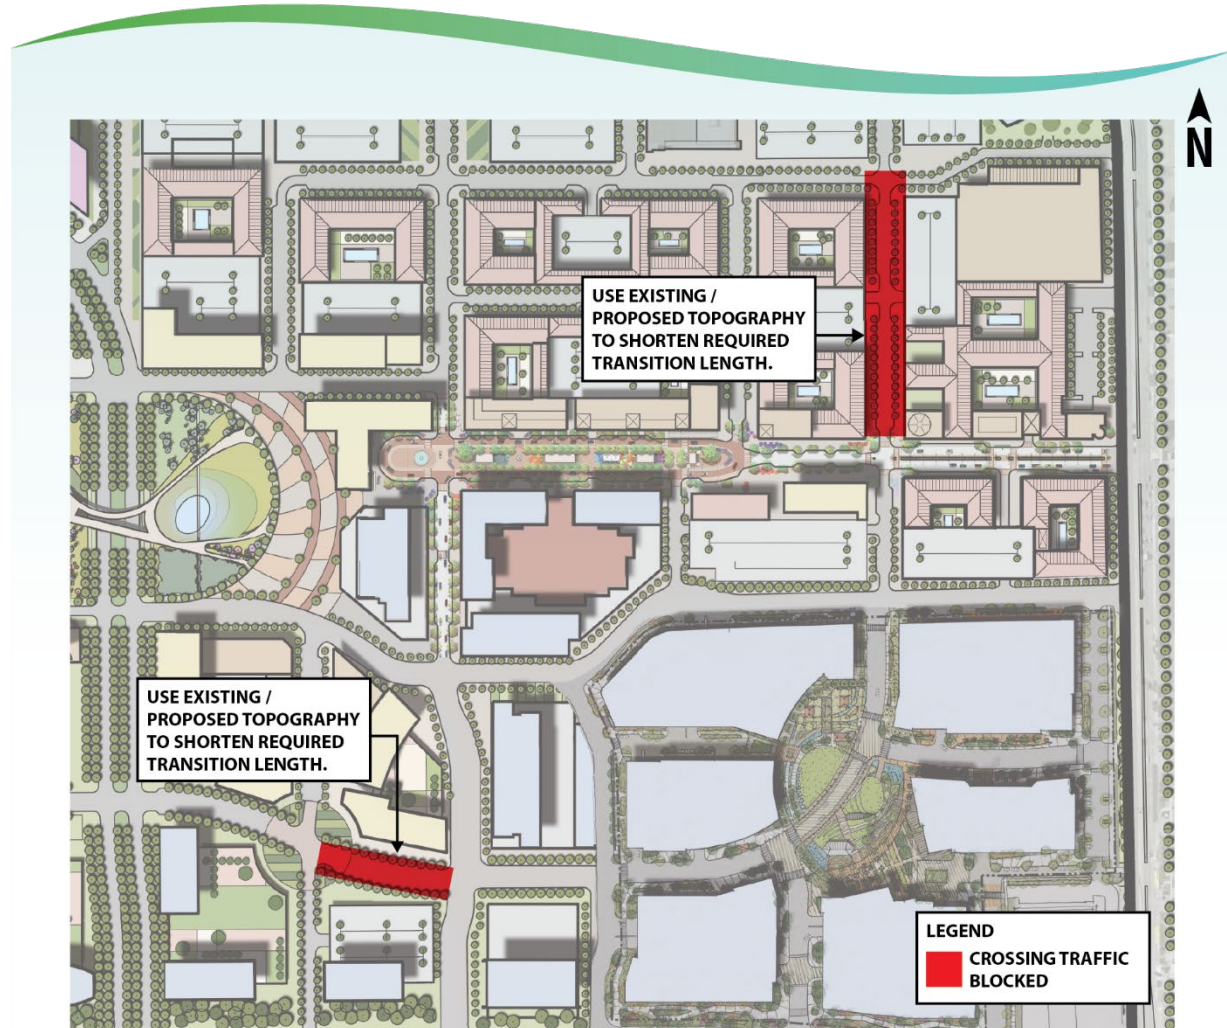 N
USE EXISTING /
PROPOSED TOPOGRAPHY
TO SHORTEN REQUIRED
TRANSITION LENGTH.
USE EXISTING /
PROPOSED TOPOGRAPHY
TO SHORTEN REQUIRED
TRANSITION LENGTH.
LEGEND
CROSSING TRAFFIC
BLOCKED